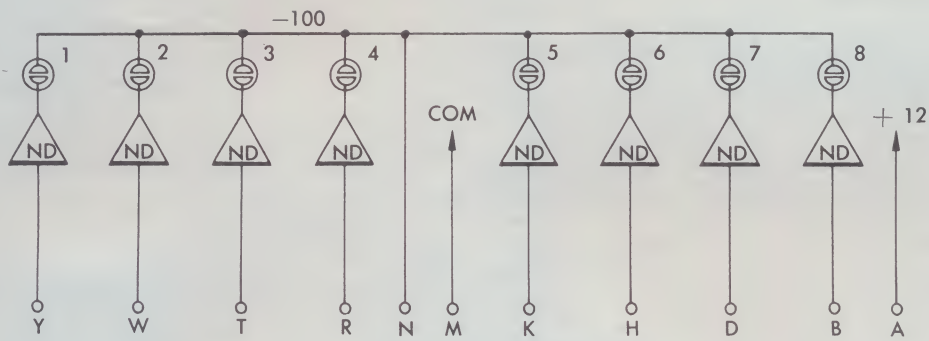 −100
1 2 3 4 5 6 7 8
COM + 12
ND ND ND ND ND ND ND ND
Y W T R N M K H D B A